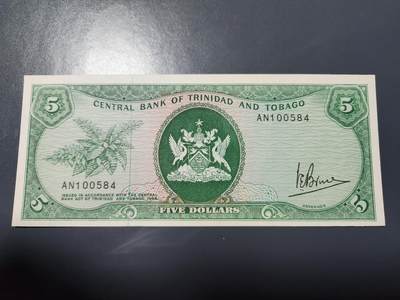 5 5
CENTRAL BANK OF TRINIDAD AND TOBAGO
AN100584
AN100584
ISSUED IN ACCORDANCE WITH THE CENTRAL
BANK ACT OF TRINIDAD AND TOBAGO, 1964.
GOVERNOR
5 5
FIVE DOLLARS